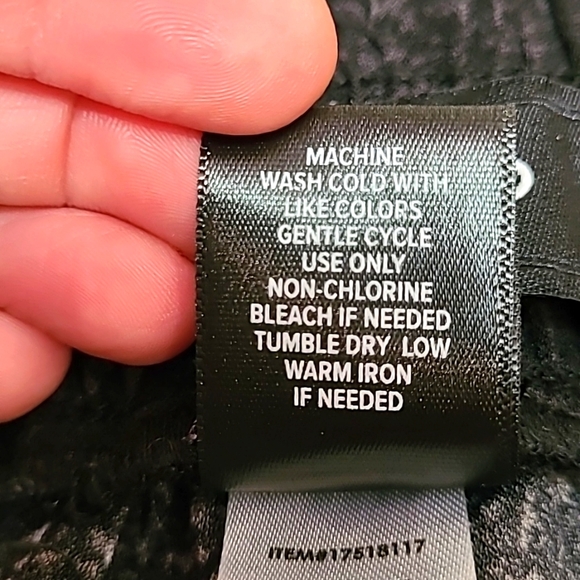 MACHINE
WASH COLD WITH
LIKE COLORS
GENTLE CYCLE
USE ONLY
NON-CHLORINE
BLEACH IF NEEDED
TUMBLE DRY LOW
WARM IRON
IF NEEDED
ITEM#17518117